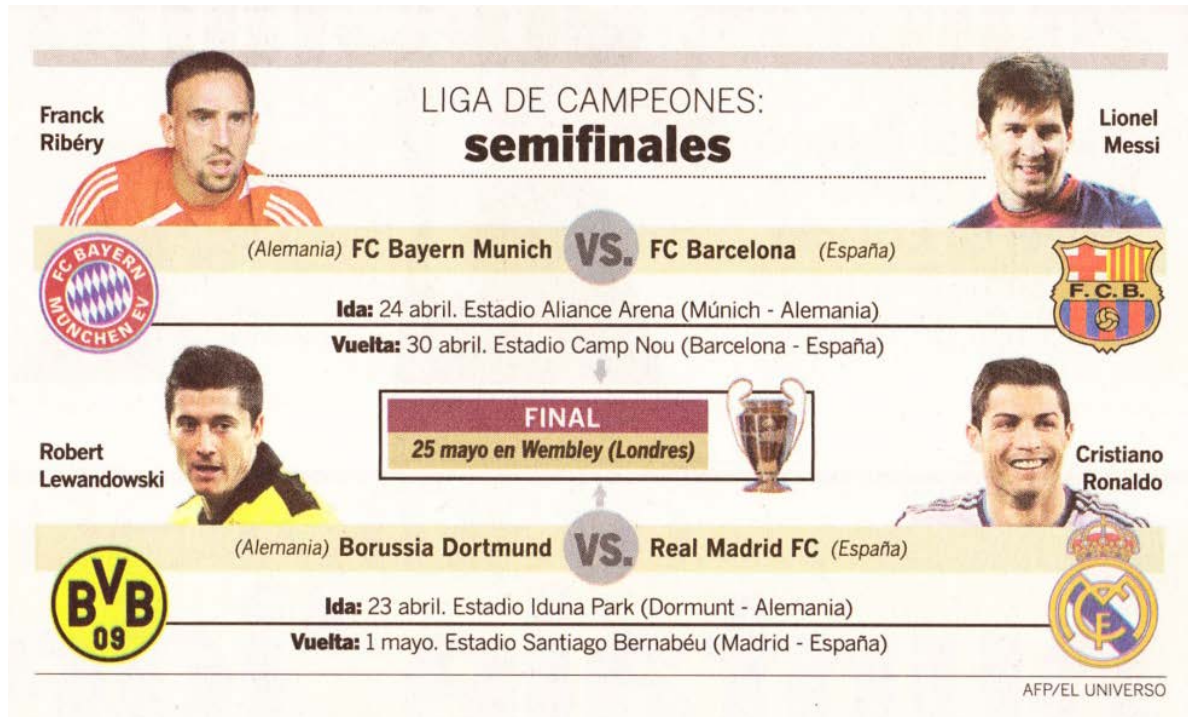 LIGA DE CAMPEONES:
semifinales
Franck
Ribéry
Lionel
Messi
(Alemania) FC Bayern Munich VS. FC Barcelona (España)
FC BAYERN
MÜNCHEN EV
F.C.B.
Ida: 24 abril. Estadio Aliance Arena (Múnich - Alemania)
Vuelta: 30 abril. Estadio Camp Nou (Barcelona - España)
FINAL
25 mayo en Wembley (Londres)
Robert
Lewandowski
Cristiano
Ronaldo
(Alemania) Borussia Dortmund VS. Real Madrid FC (España)
BVB
09
Ida: 23 abril. Estadio Iduna Park (Dormunt - Alemania)
Vuelta: 1 mayo. Estadio Santiago Bernabéu (Madrid - España)
AFP/EL UNIVERSO